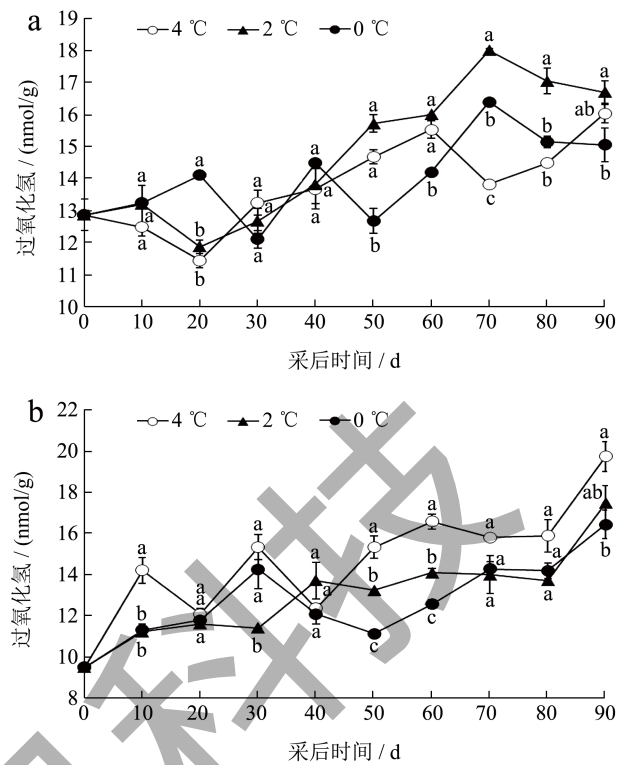 a
4 ℃ 2 ℃ 0 ℃
19
18
17
16
15
14
13
12
11
10
过氧化氢 / (nmol/g)
a a a a a a a a a a
a a a a a ab
b a a b b b b
a b a a b c b b
0 10 20 30 40 50 60 70 80 90
采后时间 / d
b
4 ℃ 2 ℃ 0 ℃
22
20
18
16
14
12
10
8
过氧化氢 / (nmol/g)
a a a a a a a a a
b a a b b a a ab
b a b a c c a a b
0 10 20 30 40 50 60 70 80 90
采后时间 / d
科技